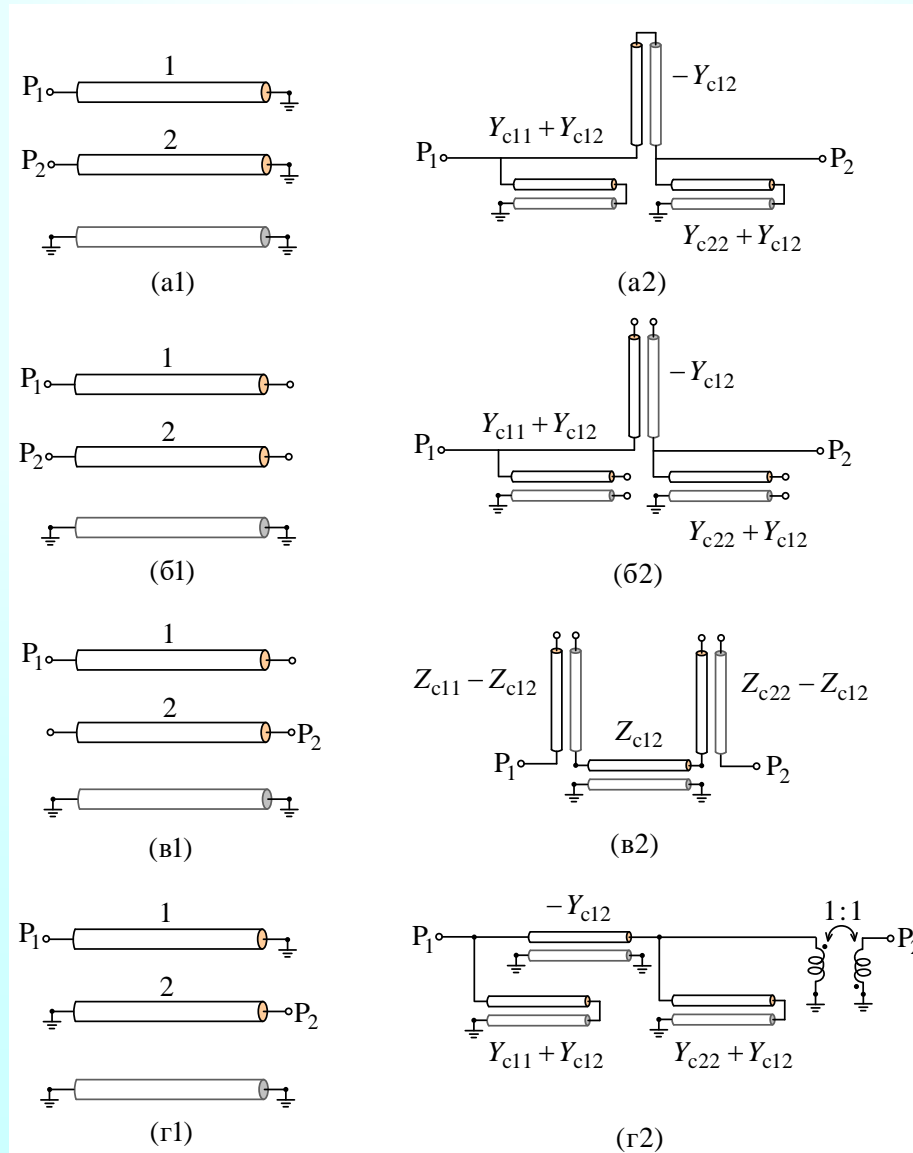 1
P1
2
P2
(а1)
−Yc12
Yc11 + Yc12
P1
P2
Yc22 + Yc12
(а2)
1
P1
2
P2
(б1)
−Yc12
Yc11 + Yc12
P1
P2
Yc22 + Yc12
(б2)
1
P1
2
P2
(в1)
Zc11 − Zc12
Zc22 − Zc12
Zc12
P1
P2
(в2)
1
P1
2
P2
(г1)
−Yc12
1:1
P1
P2
Yc11 + Yc12
Yc22 + Yc12
(г2)